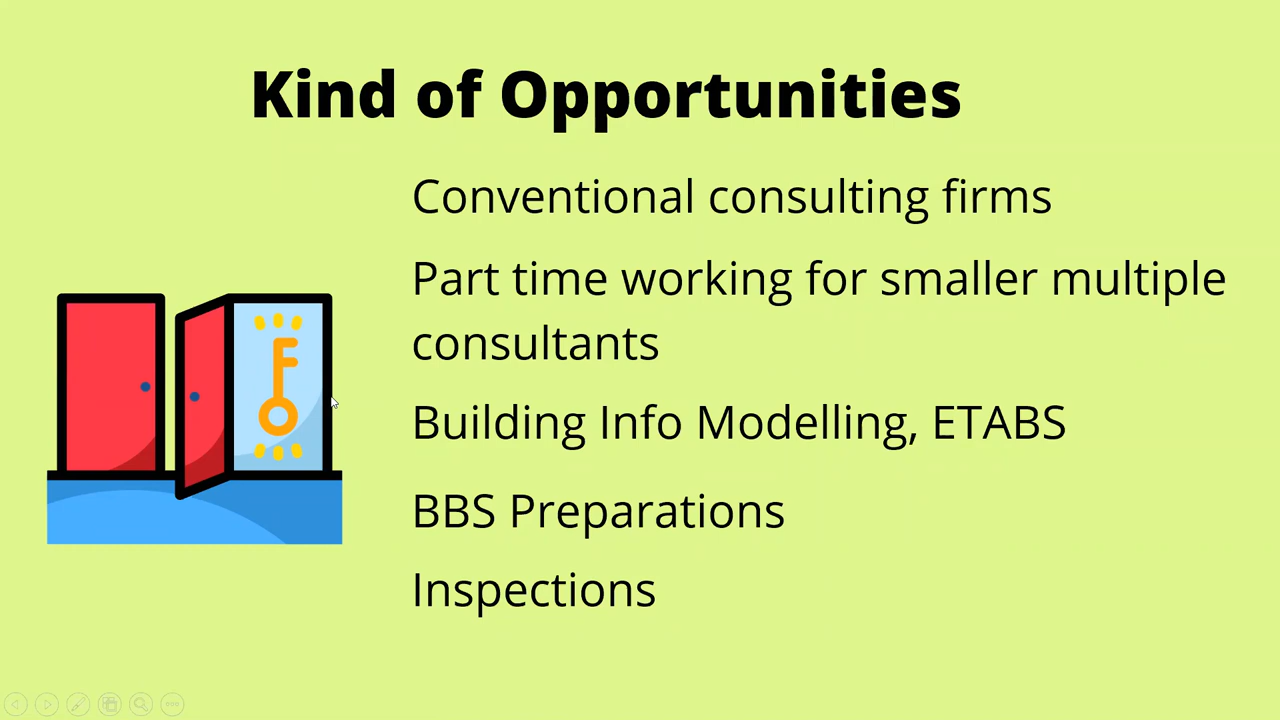 Kind of Opportunities
Conventional consulting firms
Part time working for smaller multiple
consultants
Building Info Modelling, ETABS
BBS Preparations
Inspections